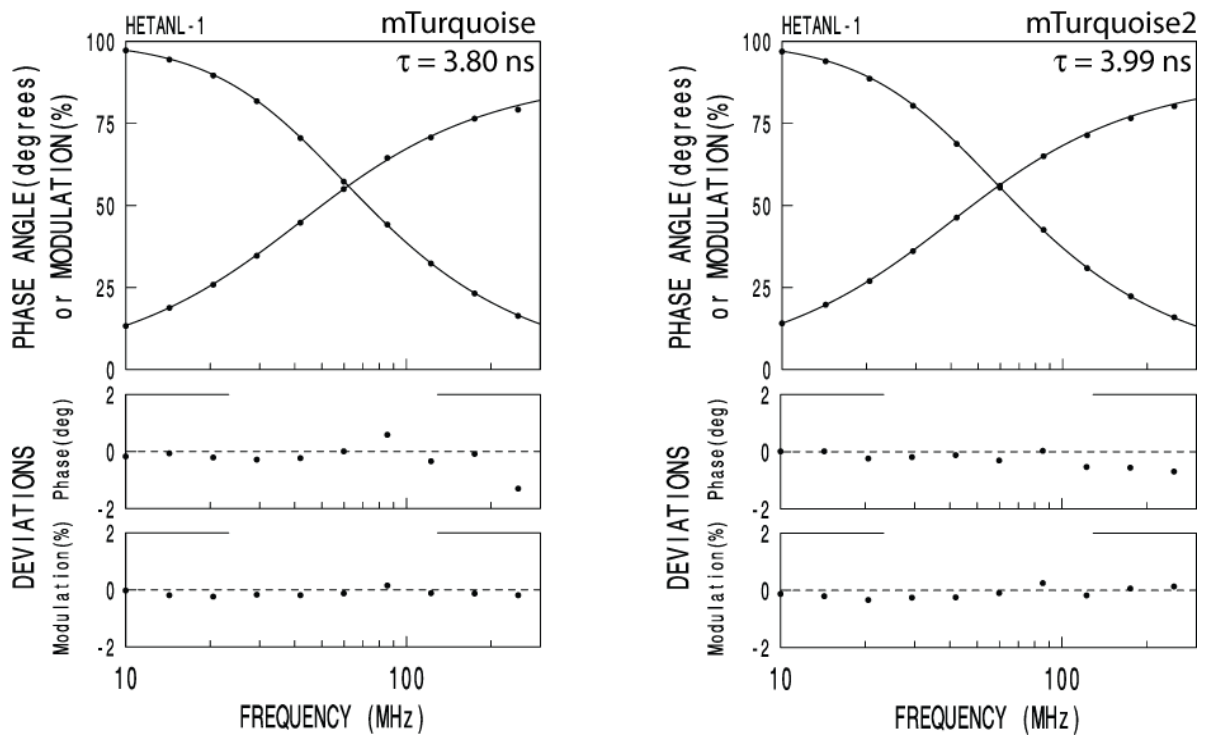 HETANL-1 mTurquoise
τ = 3.80 ns
100
75
50
25
0
PHASE ANGLE(degrees)
or MODULATION(%)
2
0
-2
Phase(deg)
2
0
-2
Modulation(%)
DEVIATIONS
10 100
FREQUENCY (MHz)
HETANL-1 mTurquoise2
τ = 3.99 ns
100
75
50
25
0
PHASE ANGLE(degrees)
or MODULATION(%)
2
0
-2
Phase(deg)
2
0
-2
Modulation(%)
DEVIATIONS
10 100
FREQUENCY (MHz)